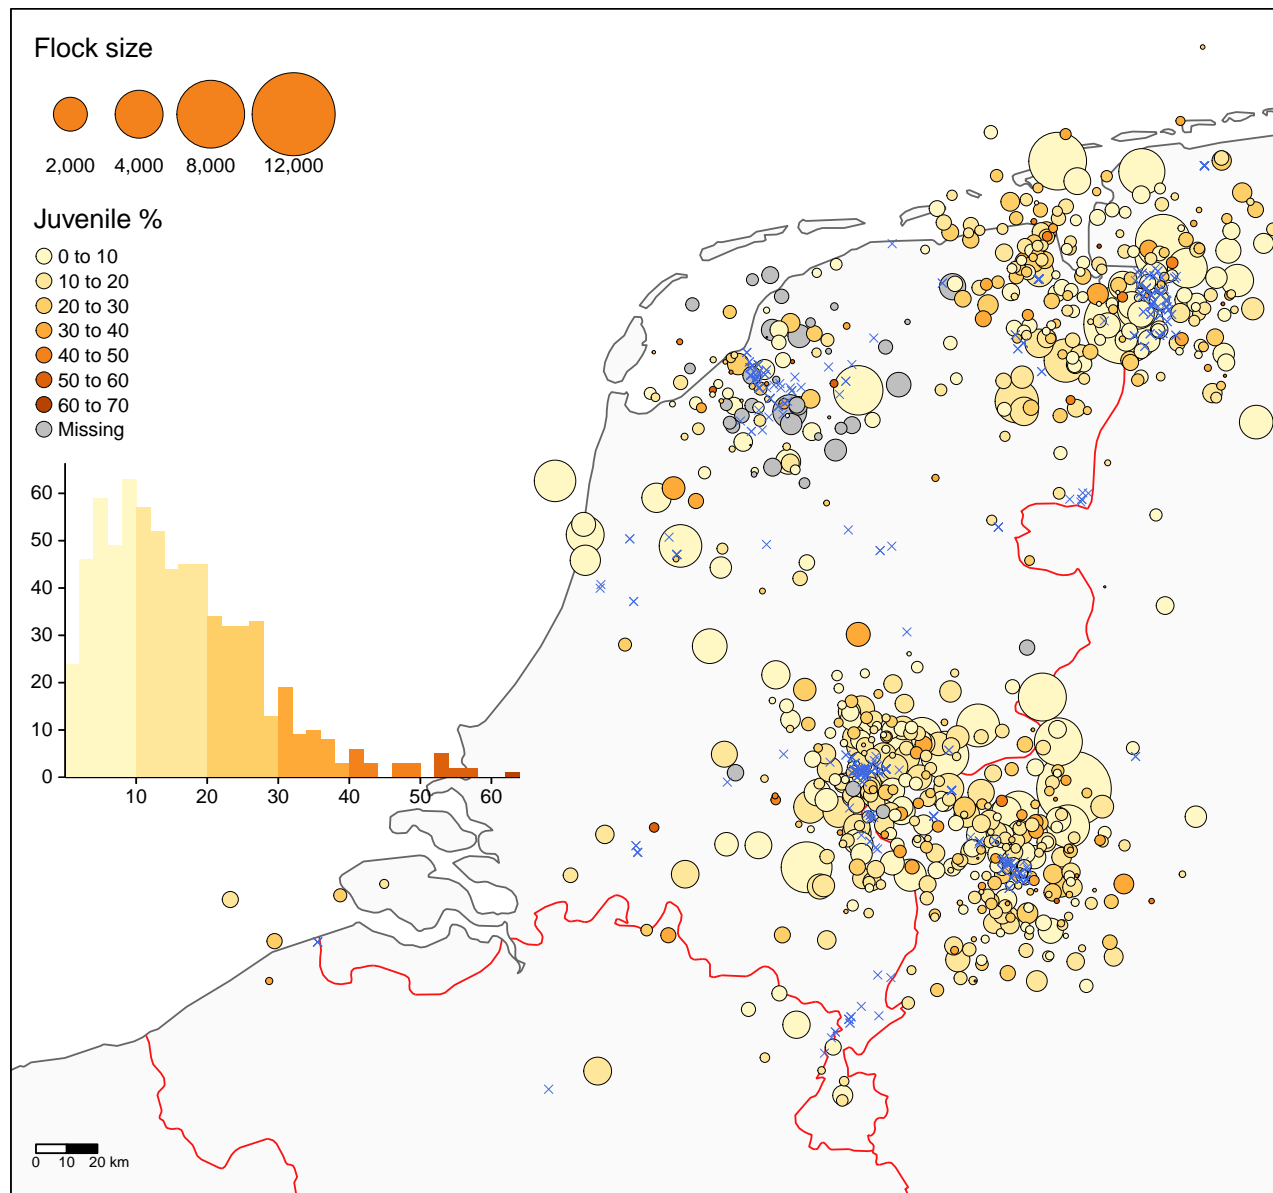 Flock size
2,000 4,000 8,000 12,000
Juvenile %
0 to 10
10 to 20
20 to 30
30 to 40
40 to 50
50 to 60
60 to 70
Missing
60
50
40
30
20
10
0
10 20 30 40 50 60
0 10 20 km